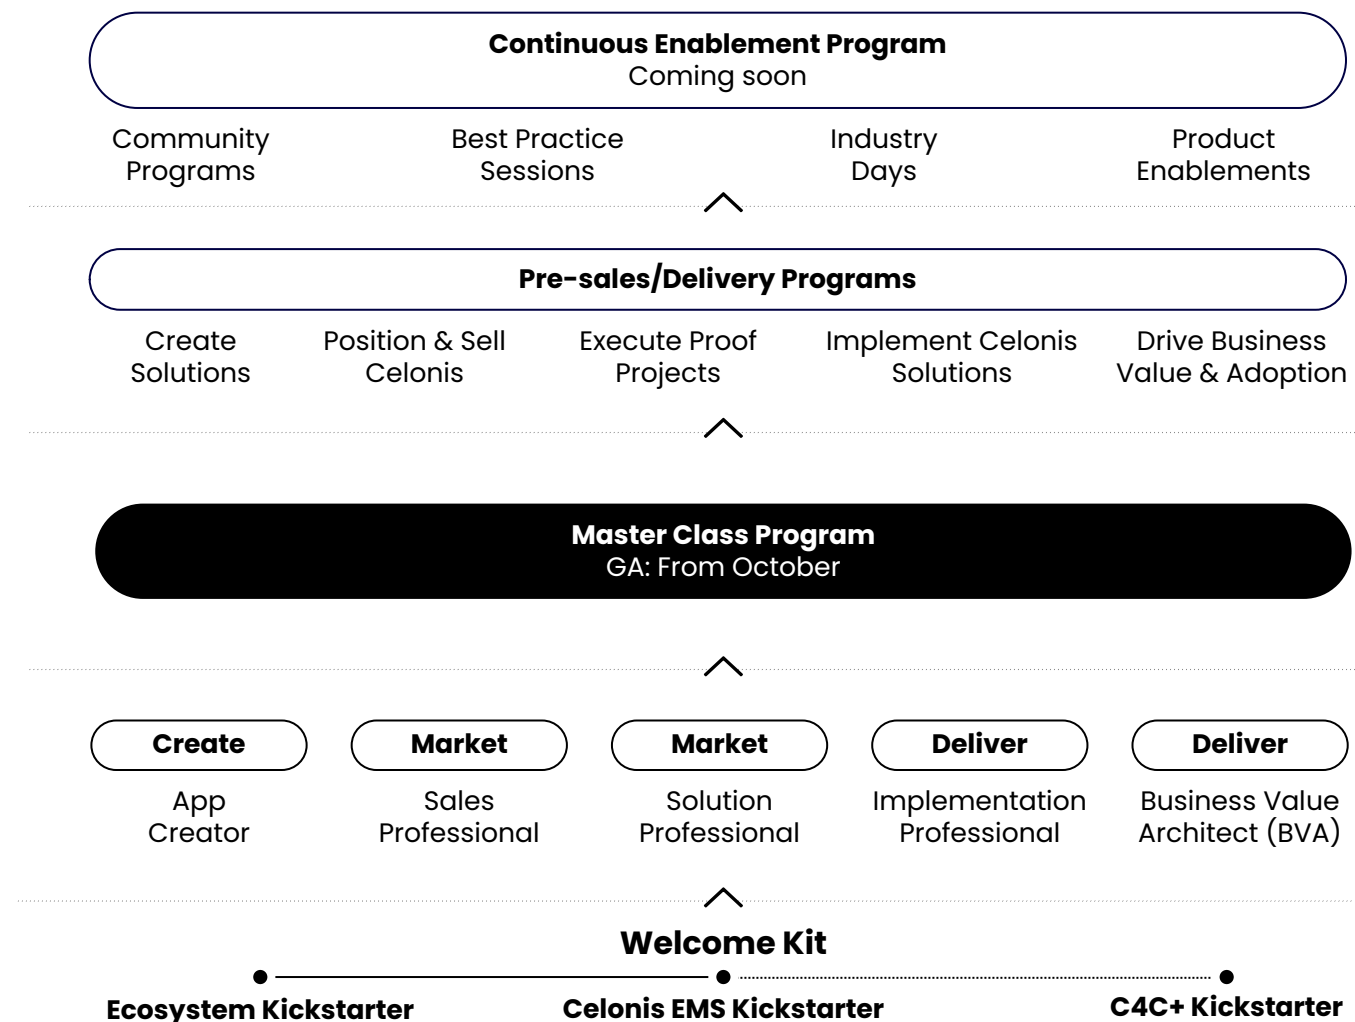 Continuous Enablement Program
Coming soon
Community
Programs
Best Practice
Sessions
Industry
Days
Product
Enablements
Pre-sales/Delivery Programs
Create
Solutions
Position & Sell
Celonis
Execute Proof
Projects
Implement Celonis
Solutions
Drive Business
Value & Adoption
Master Class Program
GA: From October
Create
App
Creator
Market
Sales
Professional
Market
Solution
Professional
Deliver
Implementation
Professional
Deliver
Business Value
Architect (BVA)
Welcome Kit
Ecosystem Kickstarter
Celonis EMS Kickstarter
C4C+ Kickstarter